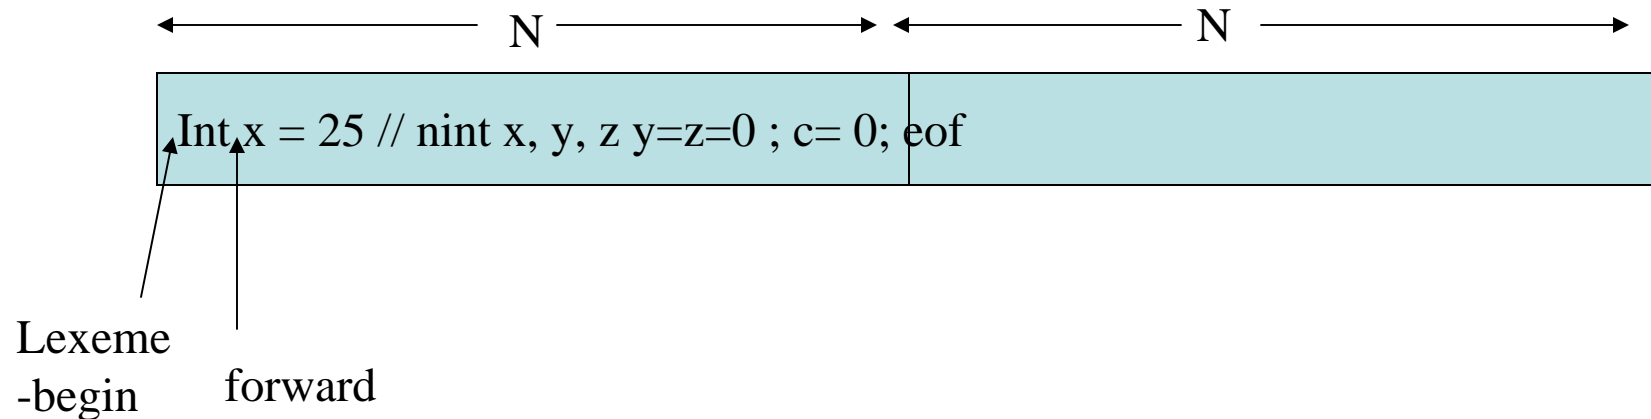 N N
Int x = 25 // nint x, y, z y=z=0 ; c= 0; eof
Lexeme
-begin
forward